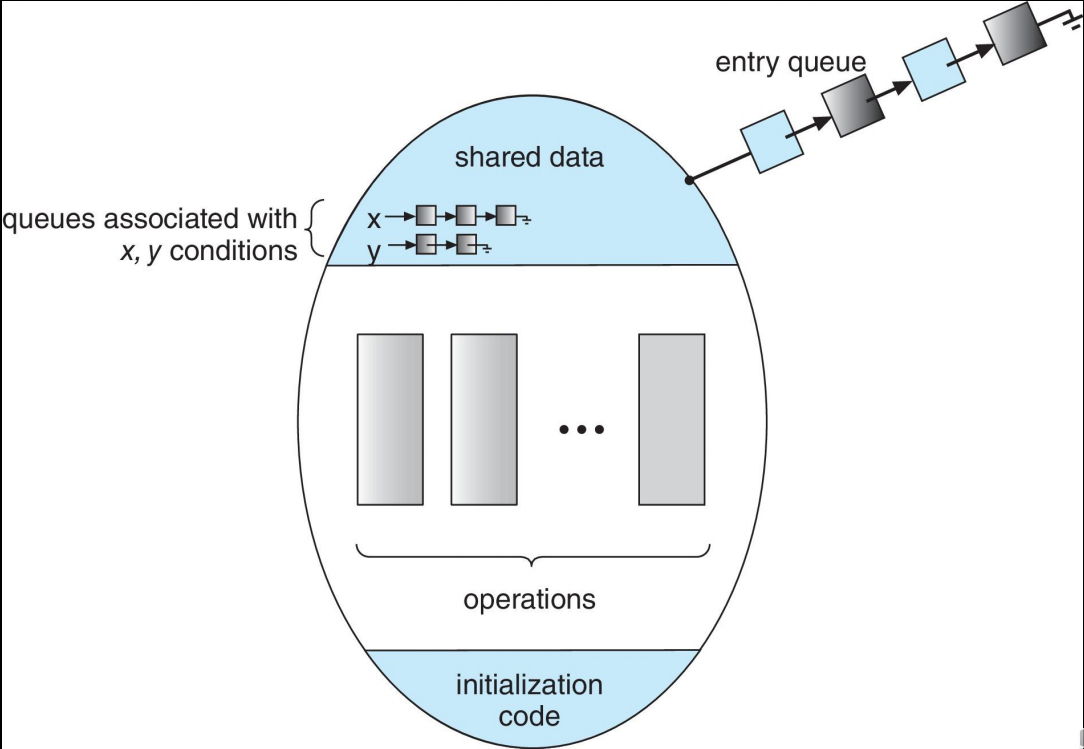 entry queue
shared data
queues associated with
x, y conditions
x
y
operations
initialization
code